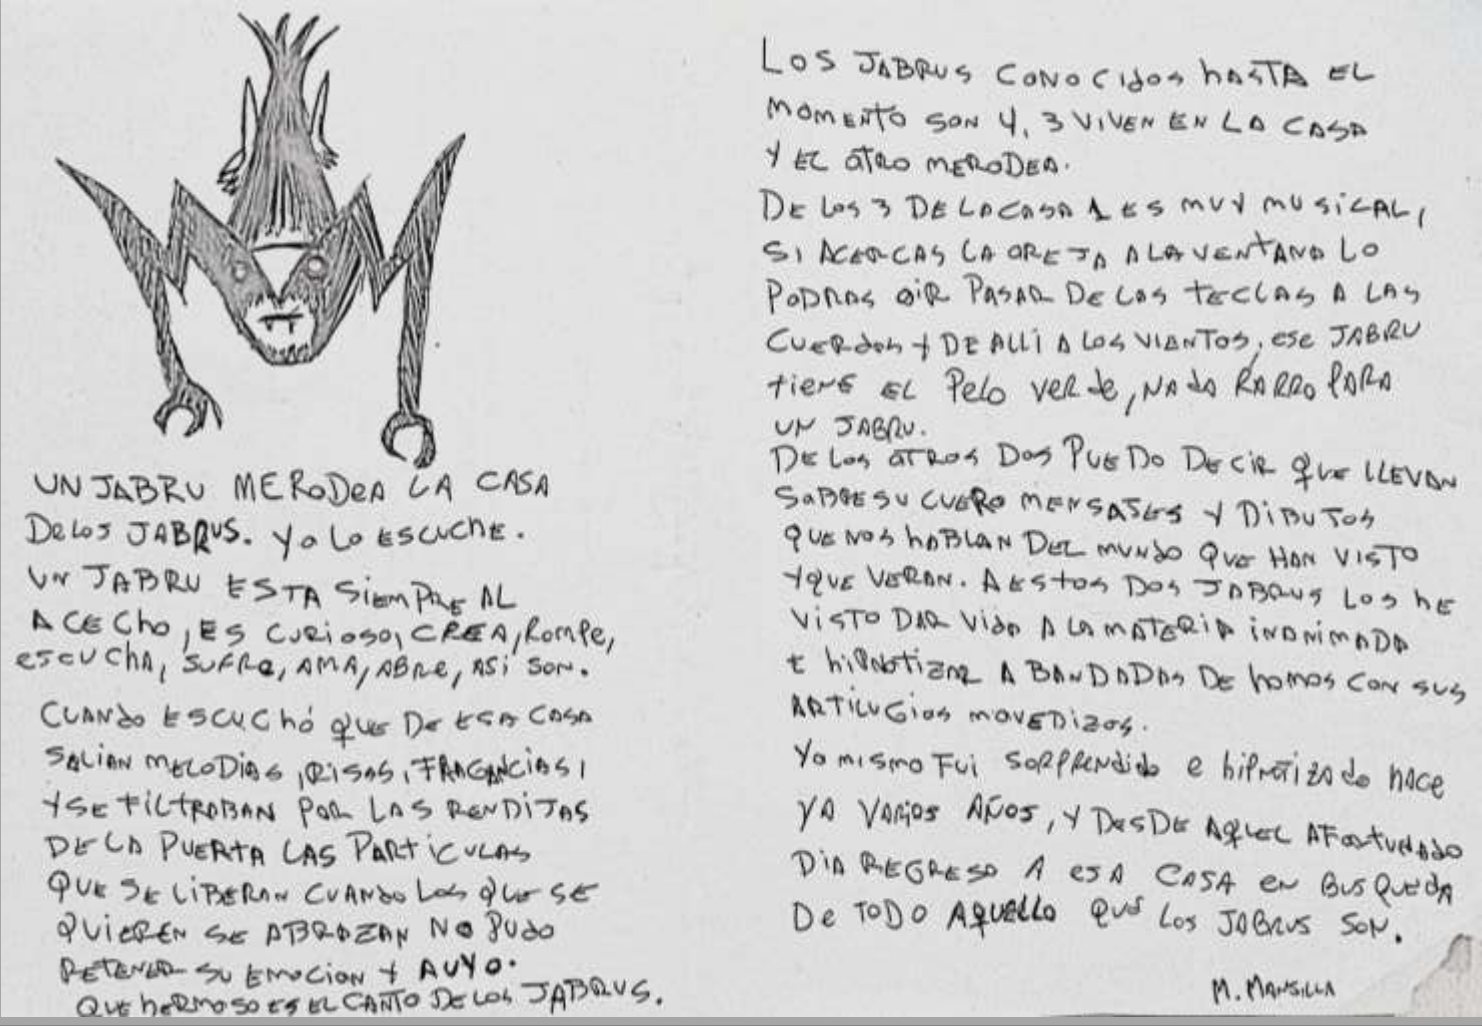 UN JABRU MERODEA LA CASA
DE LOS JABRUS. YO LO ESCUCHE.
UN JABRU ESTA SIEMPRE AL
ACECHO, ES CURIOSO, CREA, ROMPE,
ESCUCHA, SUFRE, AMA, ABRE, ASI SON.
CUANDO ESCUCHÓ QUE DE ESA CASA
SALIAN MELODIAS, RISAS, FRAGANCIAS,
Y SE FILTRABAN POR LAS RENDIJAS
DE LA PUERTA LAS PARTICULAS
QUE SE LIBERAN CUANDO LOS QUE SE
QUIEREN SE ABRAZAN NO PUDO
RETENER SU EMOCION Y AUYO.
QUE HERMOSO ES EL CANTO DE LOS JABRUS.
LOS JABRUS CONOCIDOS HASTA EL
MOMENTO SON 4, 3 VIVEN EN LA CASA
Y EL OTRO MERODEA.
DE LOS 3 DE LA CASA 1 ES MUY MUSICAL,
SI ACERCAS LA OREJA A LA VENTANA LO
PODRAS OIR PASAR DE LAS TECLAS A LAS
CUERDAS Y DE ALLI A LOS VIANTOS, ESE JABRU
TIENE EL PELO VERDE, NADA RARRO PARA
UN JABRU.
DE LOS OTROS DOS PUEDO DECIR QUE LLEVAN
SOBRE SU CUERO MENSAJES Y DIBUJOS
QUE NOS HABLAN DEL MUNDO QUE HAN VISTO
Y QUE VERAN. A ESTOS DOS JABRUS LOS HE
VISTO DAR VIDA A LA MATERIA INANIMADA
E HIPNOTIZAR A BANDADAS DE HOMOS CON SUS
ARTILUGIOS MOVEDIZOS.
YO MISMO FUI SORPRENDIDO E HIPNOTIZADO HACE
YA VARIOS AÑOS, Y DESDE AQUEL AFORTUNADO
DIA REGRESO A ESA CASA EN BUSQUEDA
DE TODO AQUELLO QUE LOS JABRUS SON.
M. MANSILLA